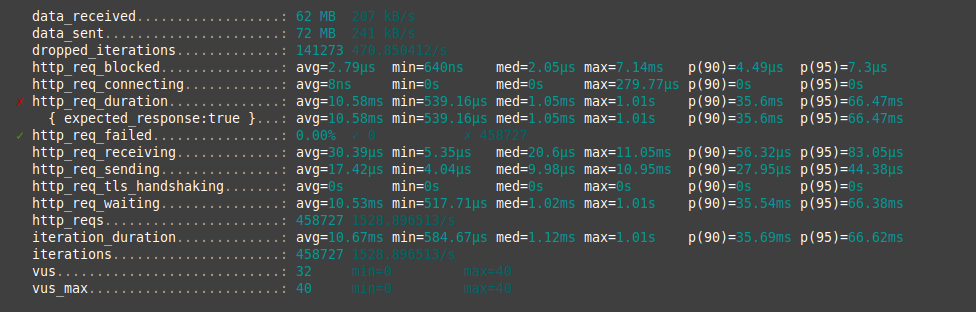 data_received..................: 62 MB  207 kB/s
data_sent......................: 72 MB  241 kB/s
dropped_iterations.............: 141273 470.850412/s
http_req_blocked...............: avg=2.79µs  min=640ns    med=2.05µs max=7.14ms   p(90)=4.49µs  p(95)=7.3µs
http_req_connecting............: avg=8ns     min=0s       med=0s     max=279.77µs p(90)=0s      p(95)=0s
✗ http_req_duration..............: avg=10.58ms min=539.16µs med=1.05ms max=1.01s    p(90)=35.6ms  p(95)=66.47ms
{ expected_response:true }...: avg=10.58ms min=539.16µs med=1.05ms max=1.01s    p(90)=35.6ms  p(95)=66.47ms
✓ http_req_failed................: 0.00%  ✓ 0           ✗ 458727
http_req_receiving.............: avg=30.39µs min=5.35µs   med=20.6µs max=11.05ms  p(90)=56.32µs p(95)=83.05µs
http_req_sending...............: avg=17.42µs min=4.04µs   med=9.98µs max=10.95ms  p(90)=27.95µs p(95)=44.38µs
http_req_tls_handshaking.......: avg=0s      min=0s       med=0s     max=0s       p(90)=0s      p(95)=0s
http_req_waiting...............: avg=10.53ms min=517.71µs med=1.02ms max=1.01s    p(90)=35.54ms p(95)=66.38ms
http_reqs......................: 458727 1528.896513/s
iteration_duration.............: avg=10.67ms min=584.67µs med=1.12ms max=1.01s    p(90)=35.69ms p(95)=66.62ms
iterations.....................: 458727 1528.896513/s
vus............................: 32     min=0         max=40
vus_max........................: 40     min=0         max=40